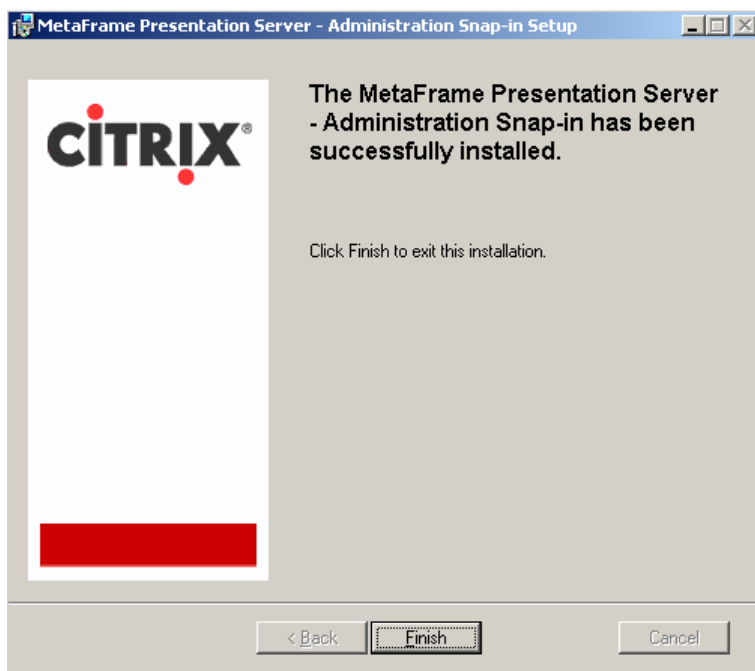 MetaFrame Presentation Server - Administration Snap-in Setup
CITRIX®
The MetaFrame Presentation Server
- Administration Snap-in has been
successfully installed.
Click Finish to exit this installation.
< Back
Finish
Cancel